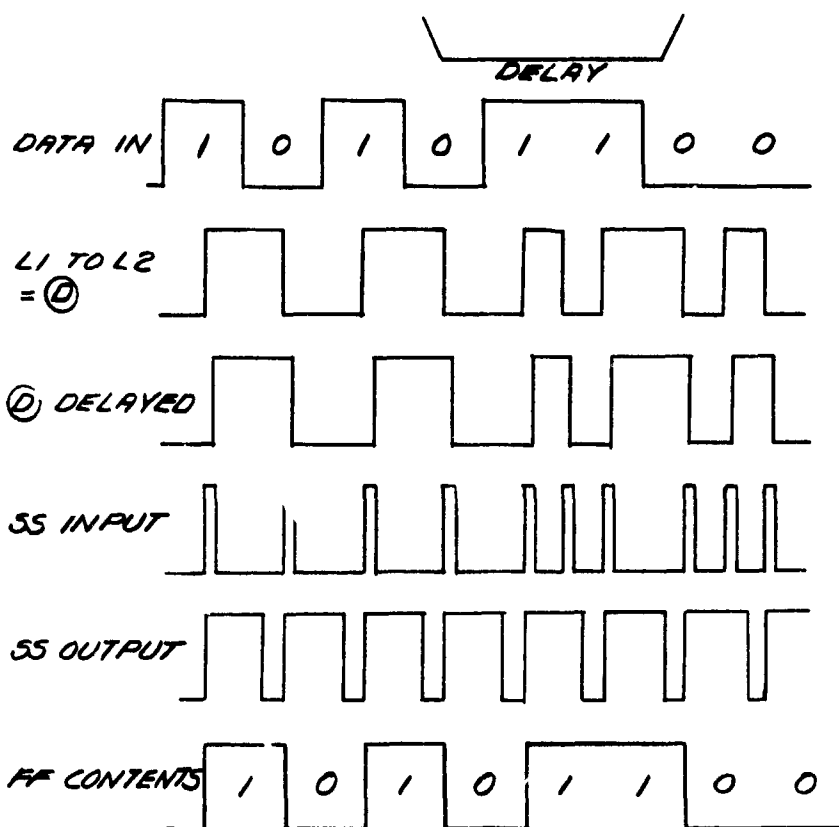 DELAY
DATA IN 1 0 1 0 1 1 0 0
L1 TO L2
= Ⓓ
Ⓓ DELAYED
SS INPUT
SS OUTPUT
FF CONTENTS 1 0 1 0 1 1 0 0